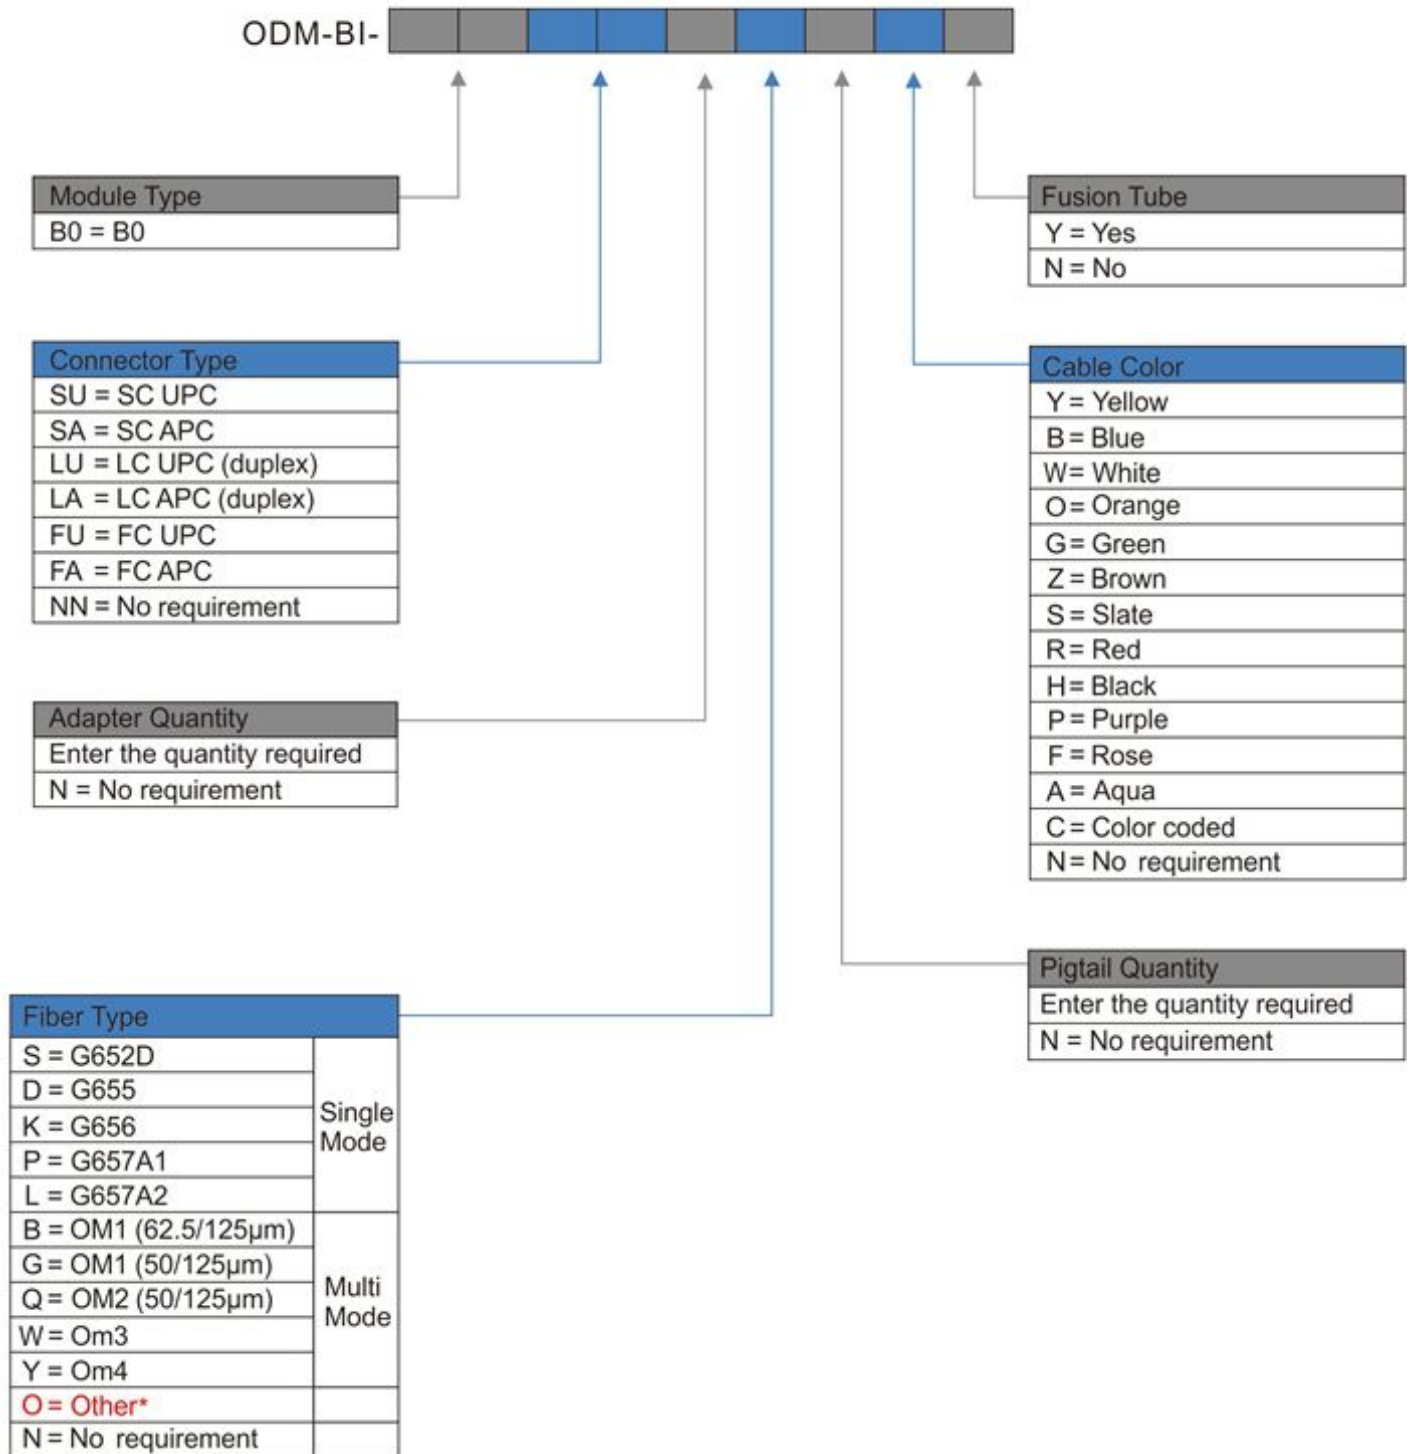 ODM-BI-
Module Type
B0 = B0
Connector Type
SU = SC UPC
SA = SC APC
LU = LC UPC (duplex)
LA = LC APC (duplex)
FU = FC UPC
FA = FC APC
NN = No requirement
Adapter Quantity
Enter the quantity required
N = No requirement
Fiber Type
S = G652D
D = G655
K = G656
P = G657A1
L = G657A2
Single
Mode
B = OM1 (62.5/125µm)
G = OM1 (50/125µm)
Q = OM2 (50/125µm)
W = Om3
Y = Om4
Multi
Mode
O = Other*
N = No requirement
Fusion Tube
Y = Yes
N = No
Cable Color
Y = Yellow
B = Blue
W = White
O = Orange
G = Green
Z = Brown
S = Slate
R = Red
H = Black
P = Purple
F = Rose
A = Aqua
C = Color coded
N = No requirement
Pigtail Quantity
Enter the quantity required
N = No requirement